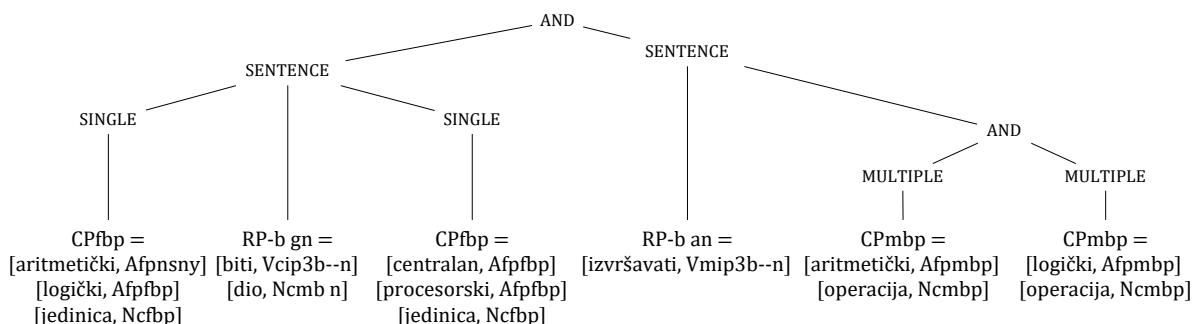 AND
SENTENCE
SENTENCE
SINGLE
SINGLE
AND
MULTIPLE
MULTIPLE
CPfbp =
[aritmetički, Afpnsny]
[logički, Afpfbp]
[jedinica, Ncfbp]
RP-b gn =
[biti, Vcip3b--n]
[dio, Ncmb n]
CPfbp =
[centralan, Afpfbp]
[procesorski, Afpfbp]
[jedinica, Ncfbp]
RP-b an =
[izvršavati, Vmip3b--n]
CPmbp =
[aritmetički, Afpmbp]
[operacija, Ncmbp]
CPmbp =
[logički, Afpmbp]
[operacija, Ncmbp]